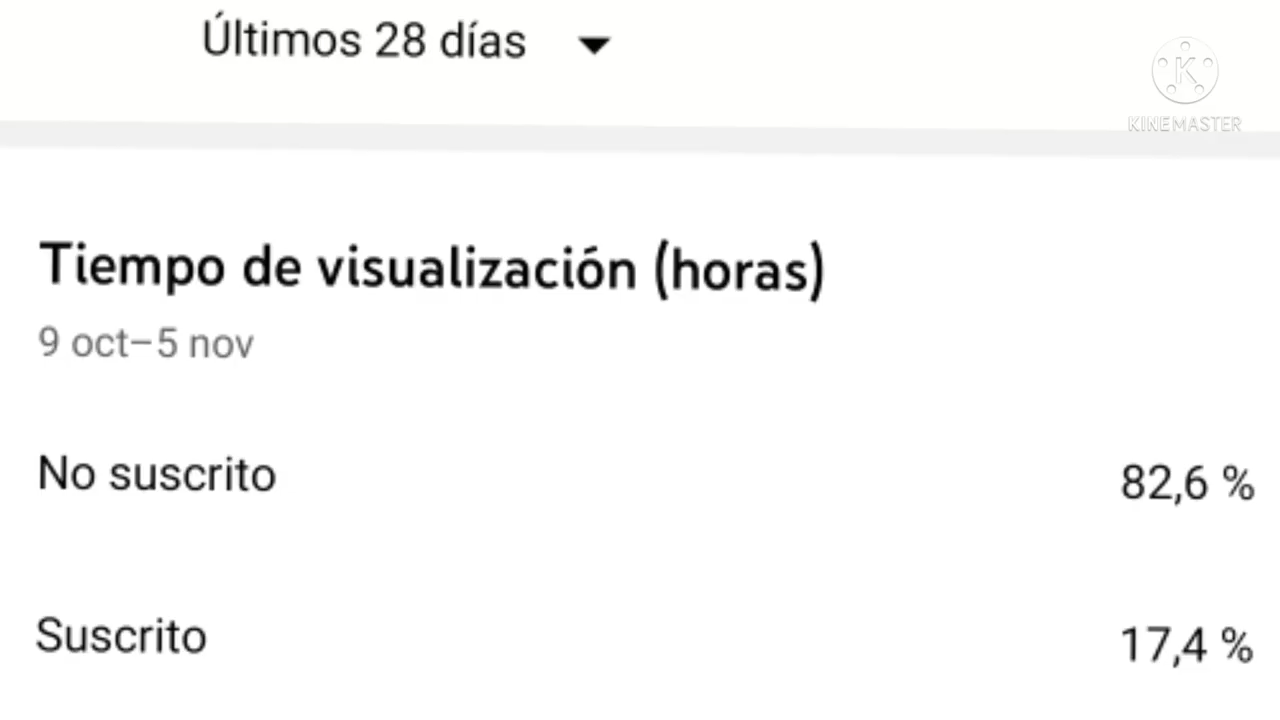 Últimos 28 días
KINEMASTER
Tiempo de visualización (horas)
9 oct–5 nov
No suscrito
82,6 %
Suscrito
17,4 %